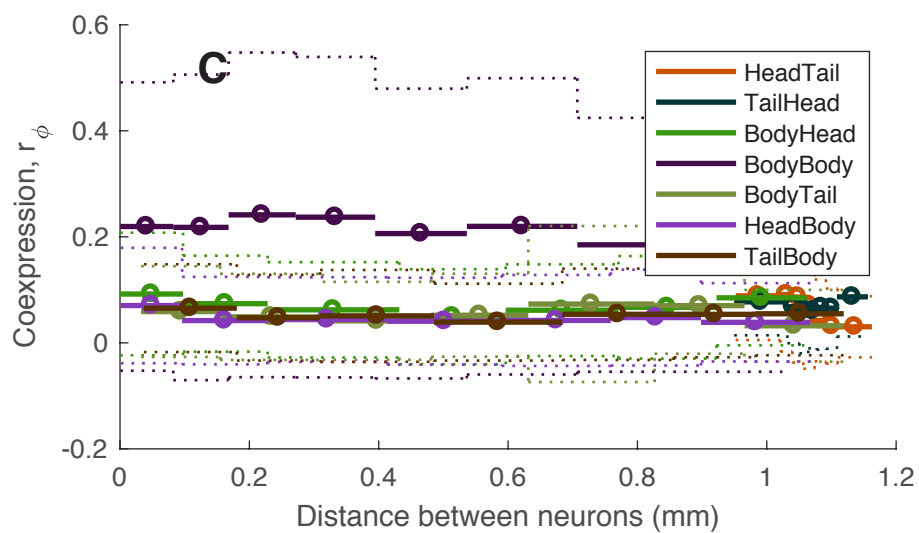 C
0.6
0.4
0.2
0
-0.2
Coexpression, r_ϕ
0
0.2
0.4
0.6
0.8
1
1.2
Distance between neurons (mm)
HeadTail
TailHead
BodyHead
BodyBody
BodyTail
HeadBody
TailBody